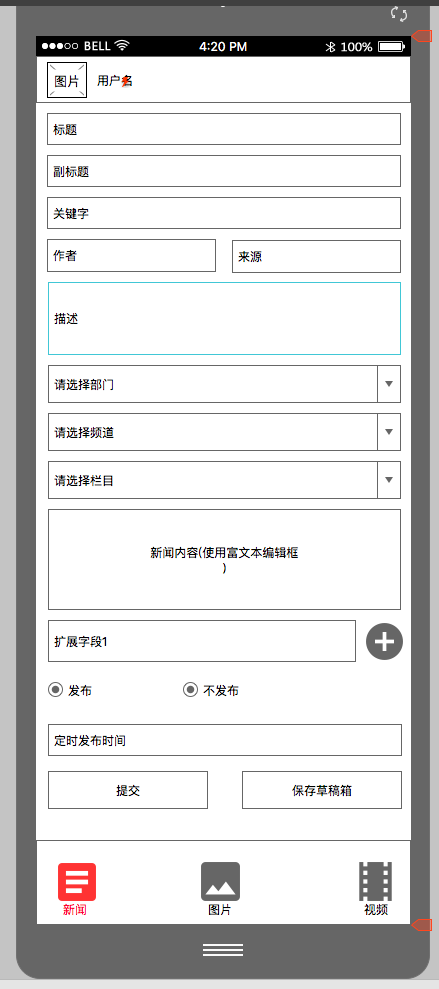 BELL 4:20 PM 100%
图片 用户名
标题
副标题
关键字
作者 来源
描述
请选择部门
请选择频道
请选择栏目
新闻内容(使用富文本编辑框
)
扩展字段1
发布 不发布
定时发布时间
提交 保存草稿箱
新闻 图片 视频